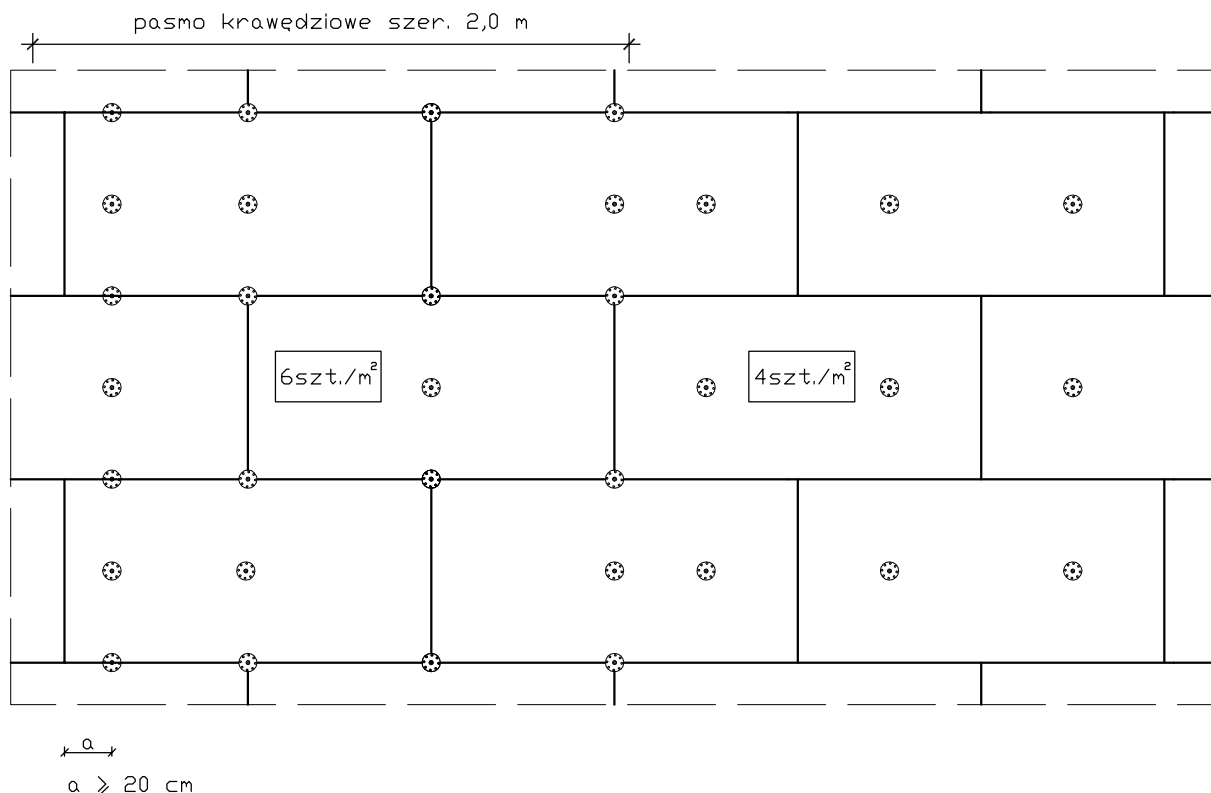 pasmo krawędziowe szer. 2,0 m
6szt./m²
4szt./m²
a
a ⩾ 20 cm